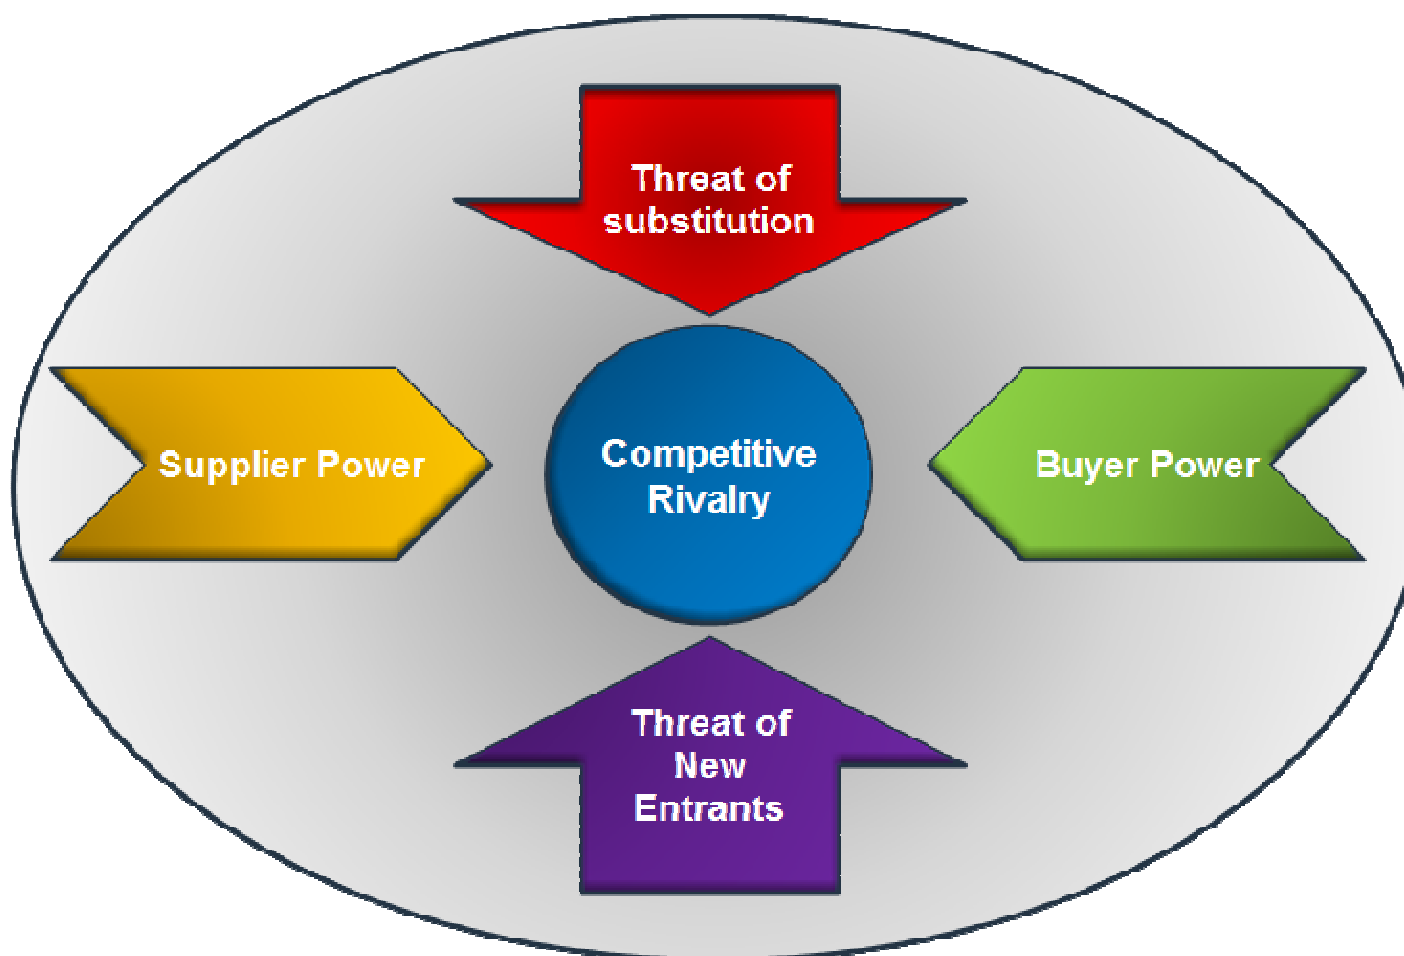 Threat of
substitution
Supplier Power
Competitive
Rivalry
Buyer Power
Threat of
New
Entrants